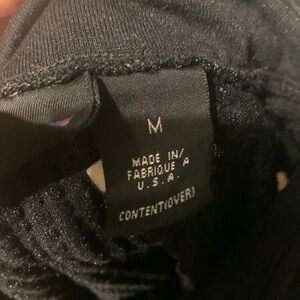 M
MADE IN/
FABRIQUE A
U.S.A.
CONTENT(OVER)